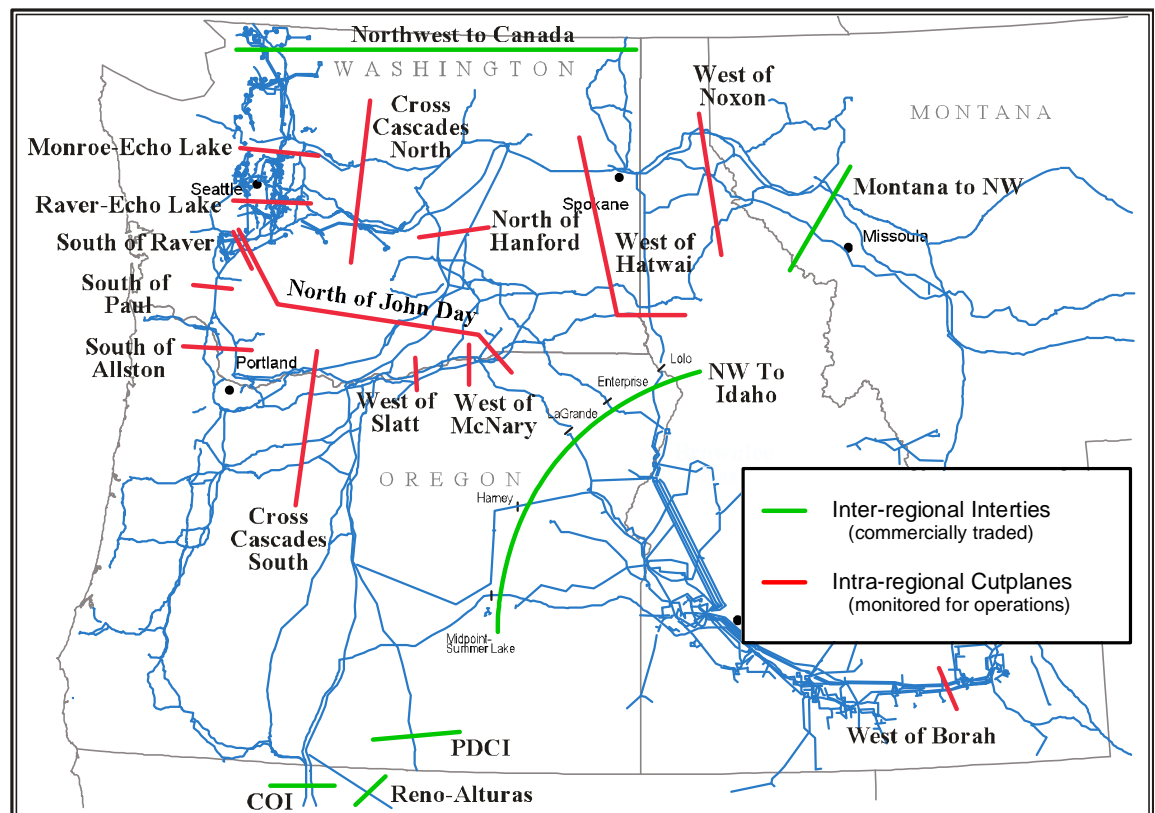 Northwest to Canada
WASHINGTON
West of
Noxon
MONTANA
Cross
Cascades
North
Monroe-Echo Lake
Seattle
Raver-Echo Lake
Spokane
Montana to NW
North of
Hanford
South of Raver
West of
Hatwai
Missoula
South of
Paul
North of John Day
South of
Allston
Portland
Lolo
NW To
Idaho
Enterprise
West of
Slatt
West of
McNary
LaGrande
OREGON
Harney
Cross
Cascades
South
Inter-regional Interties
(commercially traded)
Intra-regional Cutplanes
(monitored for operations)
Midpoint-
Summer Lake
West of Borah
PDCI
COI
Reno-Alturas